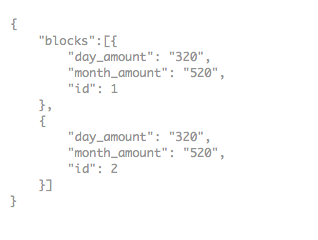 {
    "blocks":[{
        "day_amount": "320",
        "month_amount": "520",
        "id": 1
    },
    {
        "day_amount": "320",
        "month_amount": "520",
        "id": 2
    }]
}